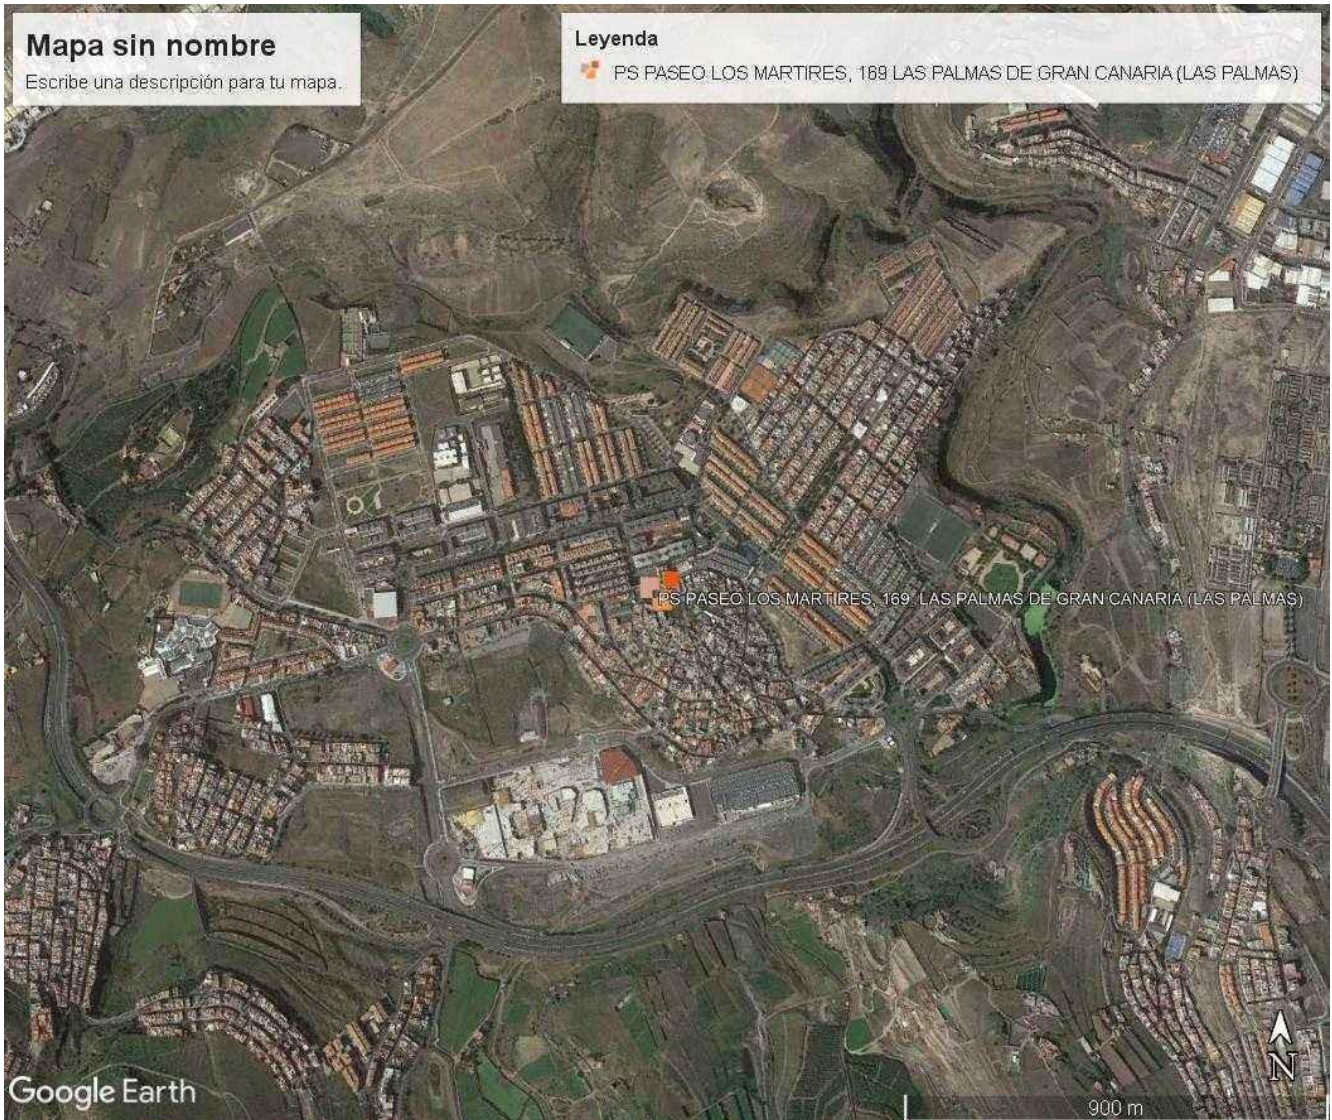 Mapa sin nombre
Escribe una descripción para tu mapa.
Leyenda
PS PASEO LOS MARTIRES, 169 LAS PALMAS DE GRAN CANARIA (LAS PALMAS)
PS PASEO LOS MARTIRES, 169, LAS PALMAS DE GRAN CANARIA (LAS PALMAS)
N
Google Earth
900 m